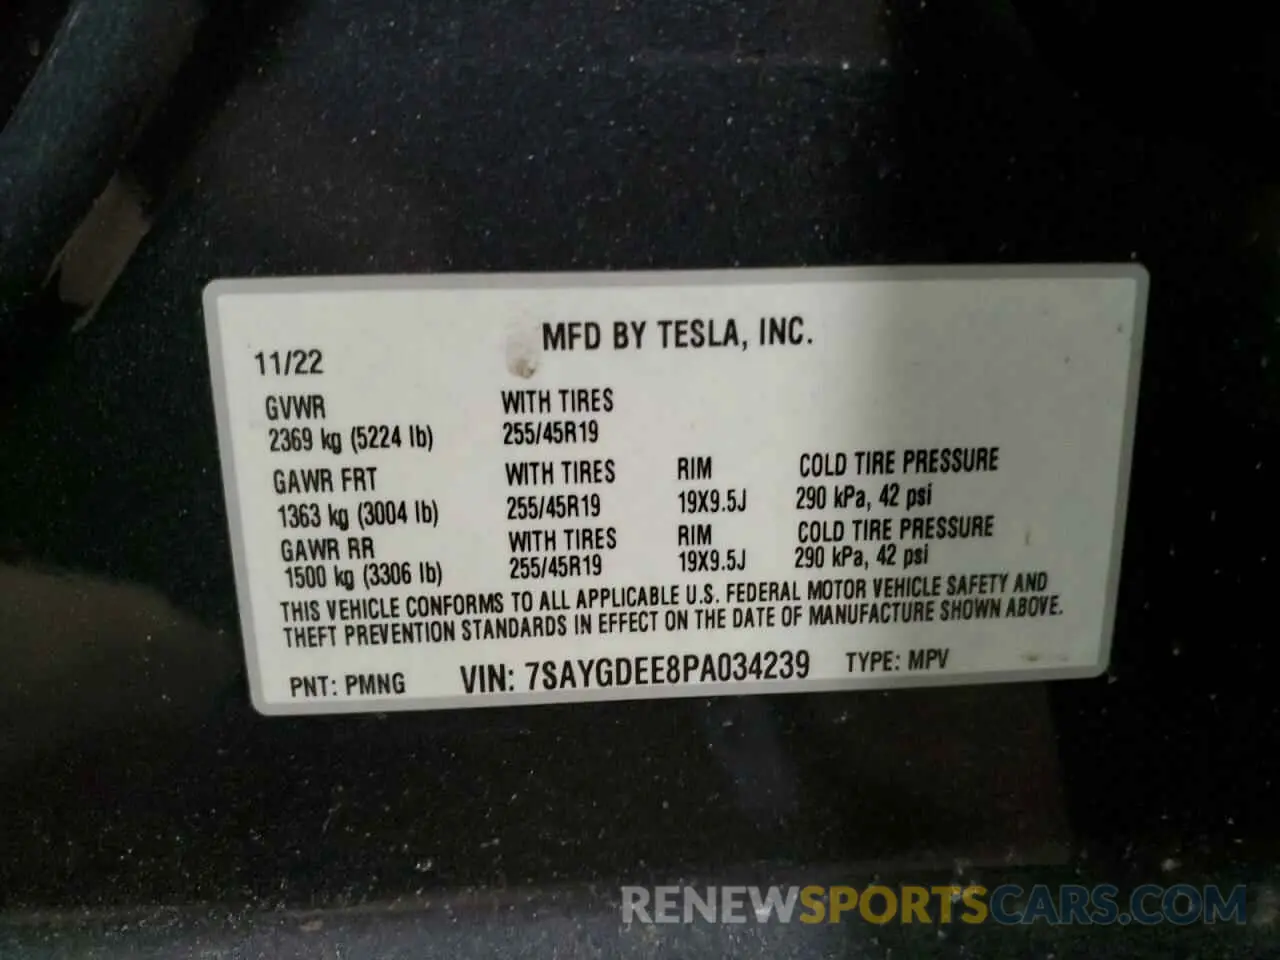 MFD BY TESLA, INC.
11/22
GVWR WITH TIRES
2369 kg (5224 lb) 255/45R19
GAWR FRT WITH TIRES RIM COLD TIRE PRESSURE
1363 kg (3004 lb) 255/45R19 19X9.5J 290 kPa, 42 psi
GAWR RR WITH TIRES RIM COLD TIRE PRESSURE
1500 kg (3306 lb) 255/45R19 19X9.5J 290 kPa, 42 psi
THIS VEHICLE CONFORMS TO ALL APPLICABLE U.S. FEDERAL MOTOR VEHICLE SAFETY AND
THEFT PREVENTION STANDARDS IN EFFECT ON THE DATE OF MANUFACTURE SHOWN ABOVE.
PNT: PMNG VIN: 7SAYGDEE8PA034239 TYPE: MPV
RENEWSPORTSCARS.COM